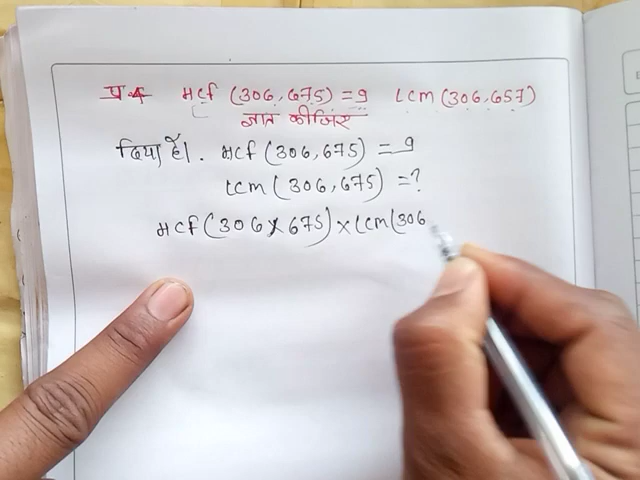 प्र 4 HCF (306, 675) = 9 LCM (306, 657)
ज्ञात कीजिए
दिया है। . HCF (306, 675) = 9
LCM (306, 675) = ?
HCF (306 × 675) × LCM (306